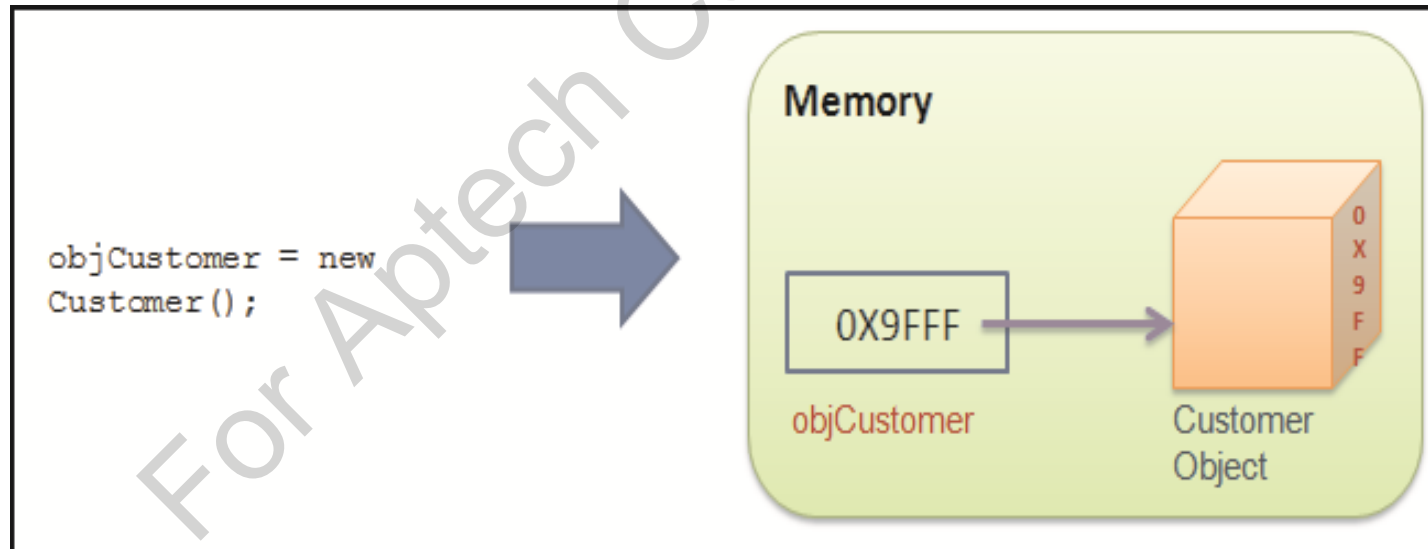 For Aptech C
objCustomer = new
Customer();
Memory
0X9FFF
objCustomer
0
X
9
F
F
Customer
Object